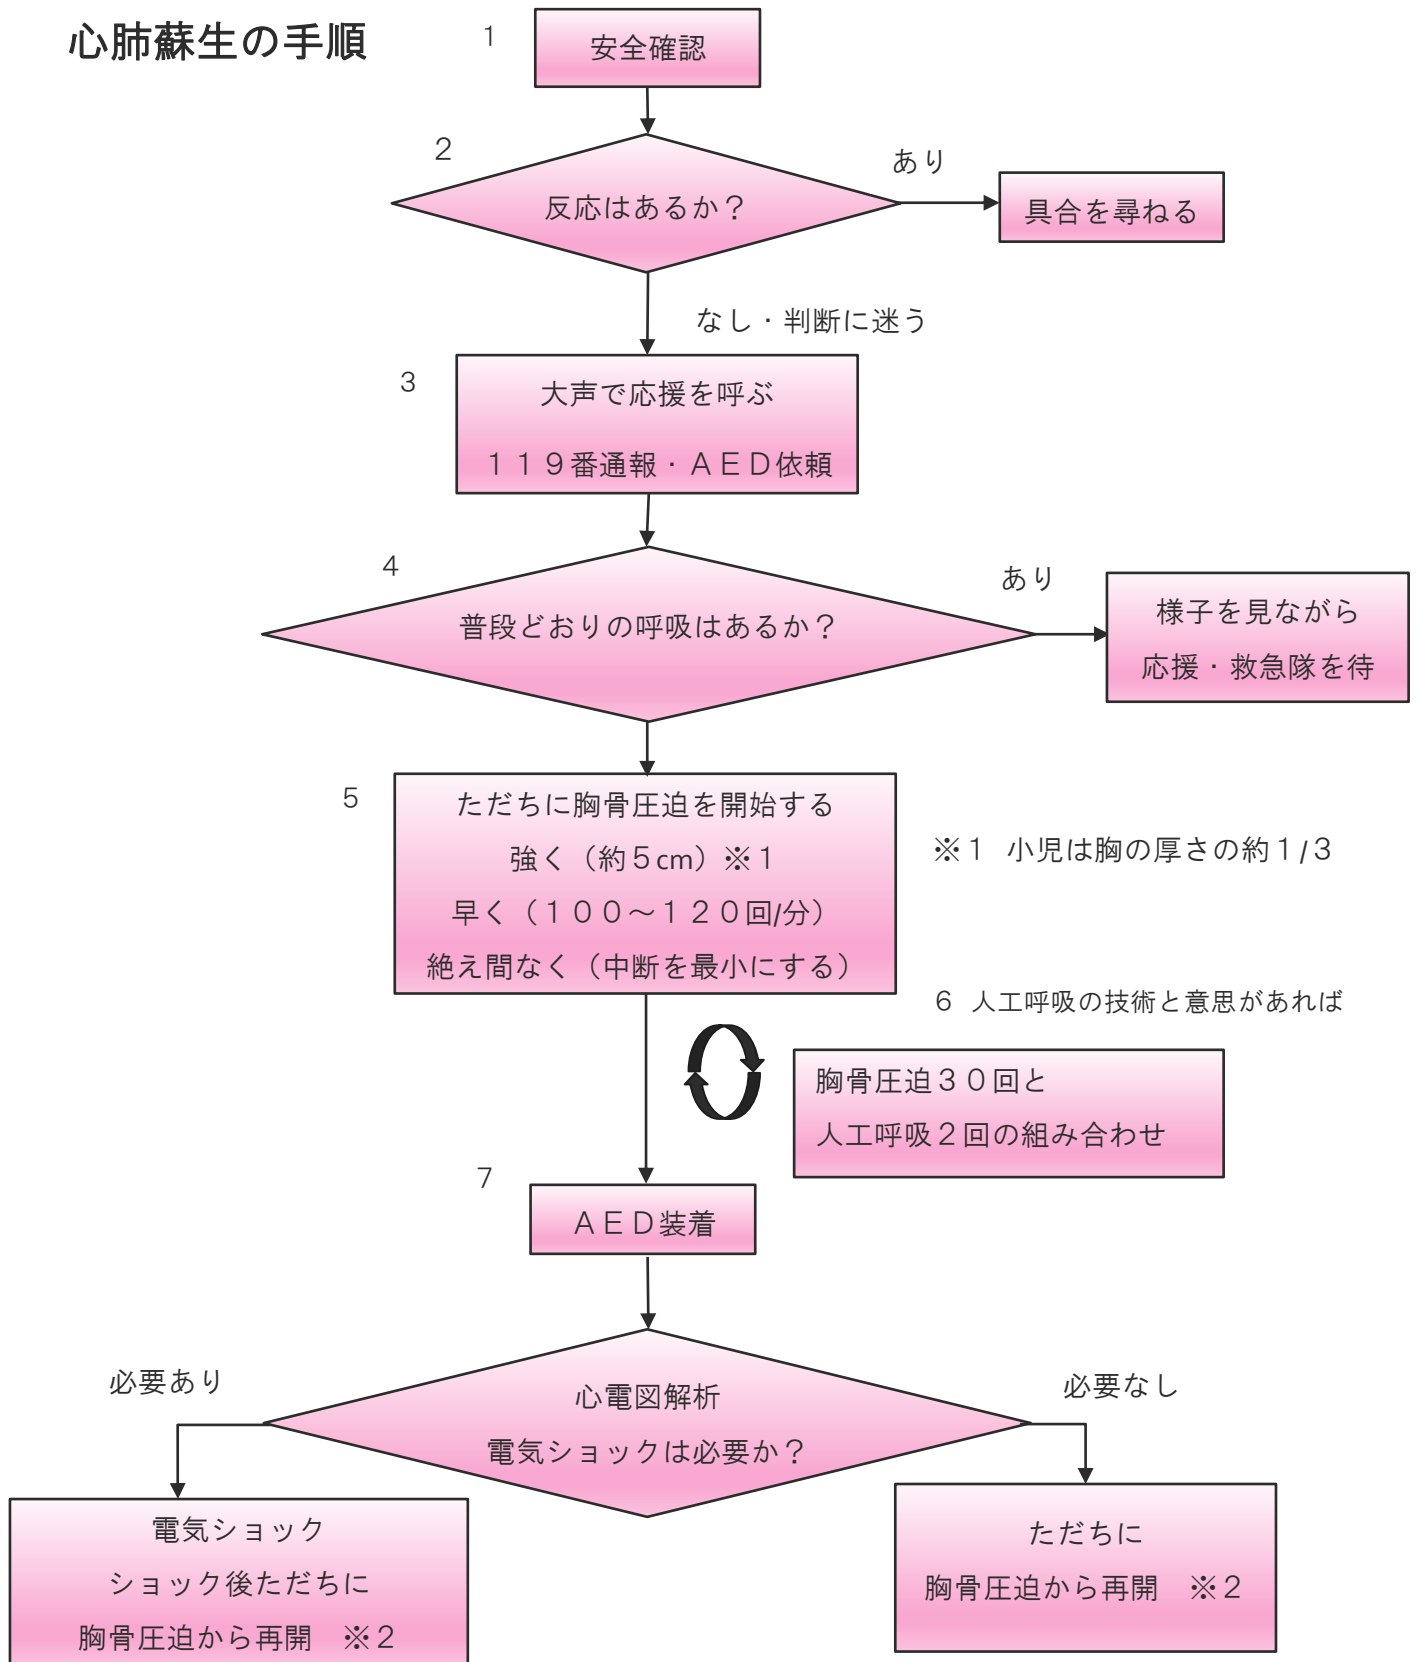 心肺蘇生の手順
1
安全確認
2
反応はあるか？
あり
具合を尋ねる
なし・判断に迷う
3
大声で応援を呼ぶ
１１９番通報・ＡＥＤ依頼
4
普段どおりの呼吸はあるか？
あり
様子を見ながら
応援・救急隊を待
5
ただちに胸骨圧迫を開始する
強く（約５cm）※１
早く（１００～１２０回/分）
絶え間なく（中断を最小にする）
※１ 小児は胸の厚さの約１/３
６ 人工呼吸の技術と意思があれば
胸骨圧迫３０回と
人工呼吸２回の組み合わせ
7
ＡＥＤ装着
心電図解析
電気ショックは必要か？
必要あり
必要なし
電気ショック
ショック後ただちに
胸骨圧迫から再開 ※２
ただちに
胸骨圧迫から再開 ※２